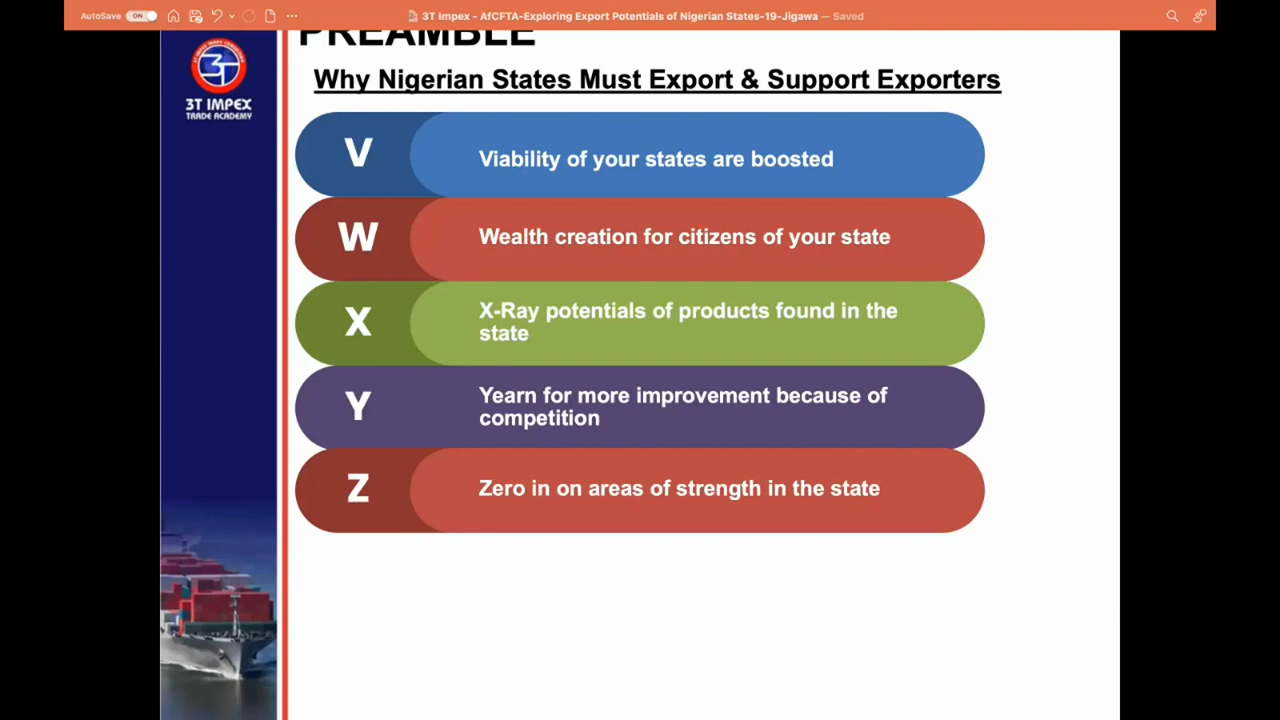 AutoSave ON
3T Impex - AfCFTA-Exploring Export Potentials of Nigerian States-19-Jigawa — Saved
PREAMBLE
3T IMPEX
TRADE ACADEMY
Why Nigerian States Must Export & Support Exporters
V
Viability of your states are boosted
W
Wealth creation for citizens of your state
X
X-Ray potentials of products found in the
state
Y
Yearn for more improvement because of
competition
Z
Zero in on areas of strength in the state